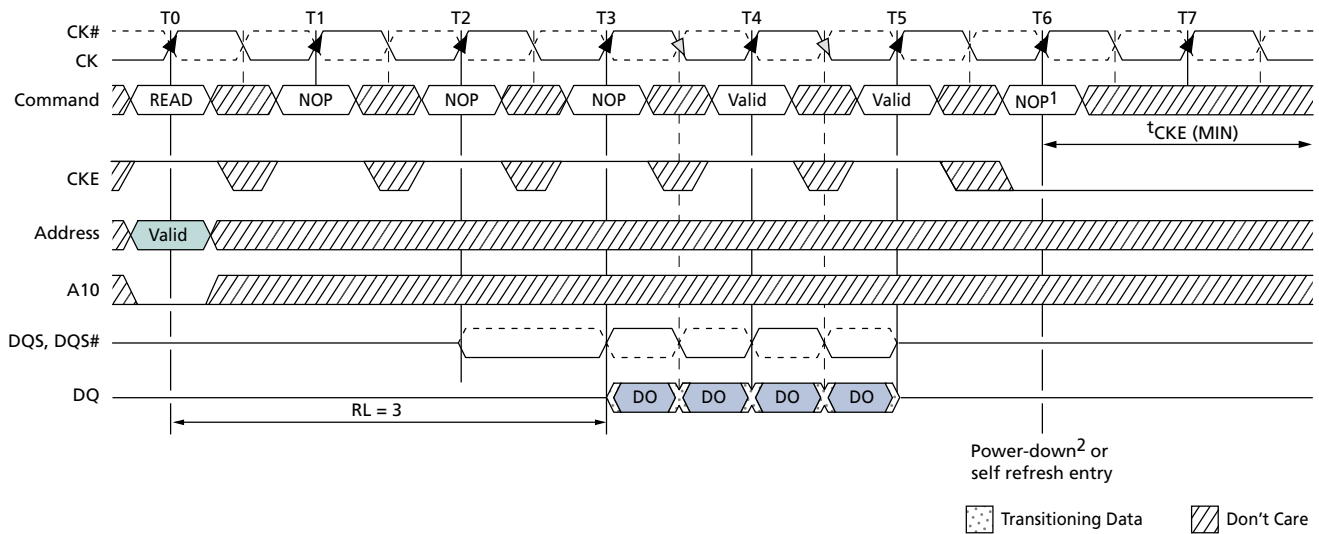 T0 T1 T2 T3 T4 T5 T6 T7
CK#
CK
Command READ NOP NOP NOP Valid Valid NOP1
tCKE (MIN)
CKE
Address Valid
A10
DQS, DQS#
DQ DO DO DO DO
RL = 3
Power-down2 or
self refresh entry
Transitioning Data Don't Care